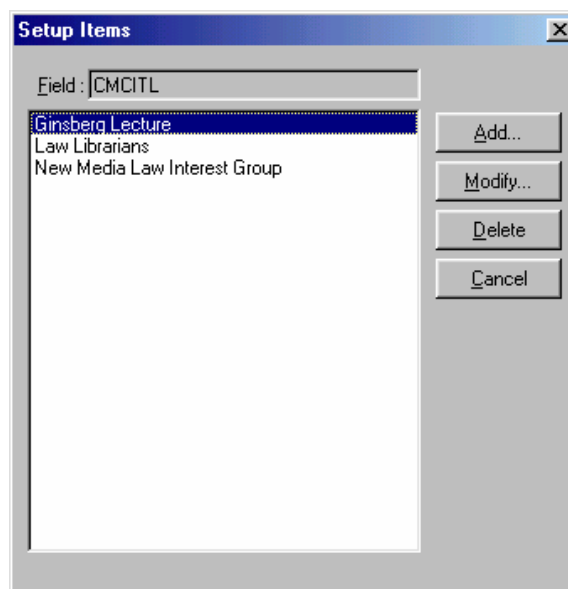 Setup Items
Field : CMCITL
Ginsberg Lecture
Law Librarians
New Media Law Interest Group
Add...
Modify...
Delete
Cancel